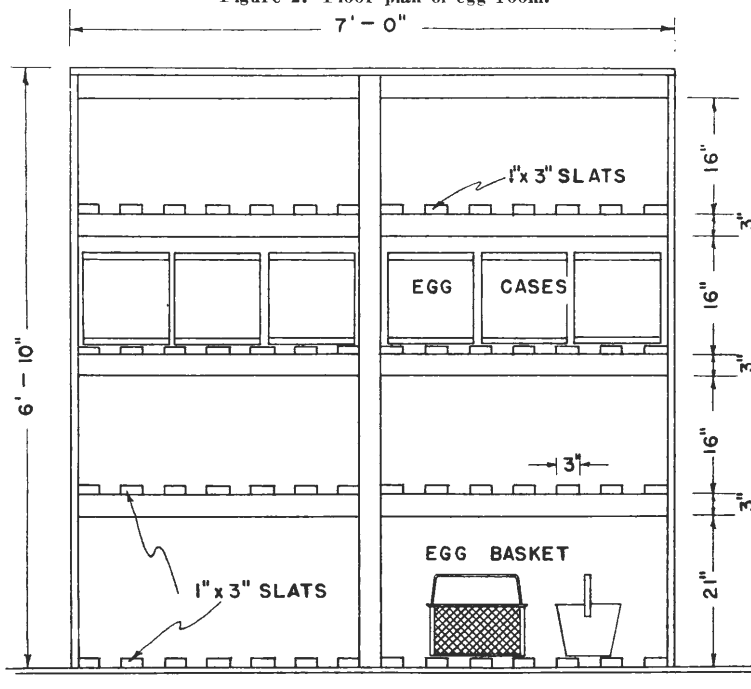 Figure 2. Floor plan of egg room.
7' - 0"
16"
1" x 3" SLATS
3"
EGG CASES
16"
6' - 10"
3"
16"
3"
3"
EGG BASKET
1" x 3" SLATS
21"